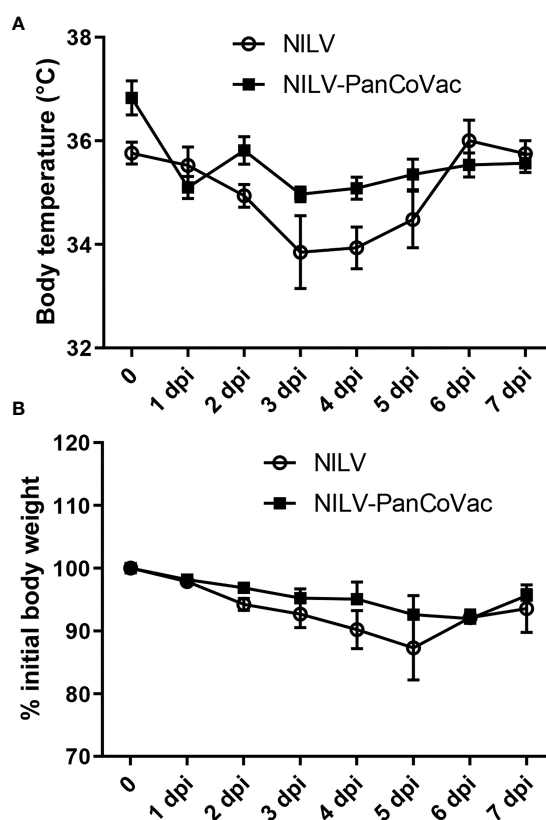 A
Body temperature (°C)
38
36
34
32
NILV
NILV-PanCoVac
0
1 dpi
2 dpi
3 dpi
4 dpi
5 dpi
6 dpi
7 dpi
B
% initial body weight
120
110
100
90
80
70
NILV
NILV-PanCoVac
0
1 dpi
2 dpi
3 dpi
4 dpi
5 dpi
6 dpi
7 dpi